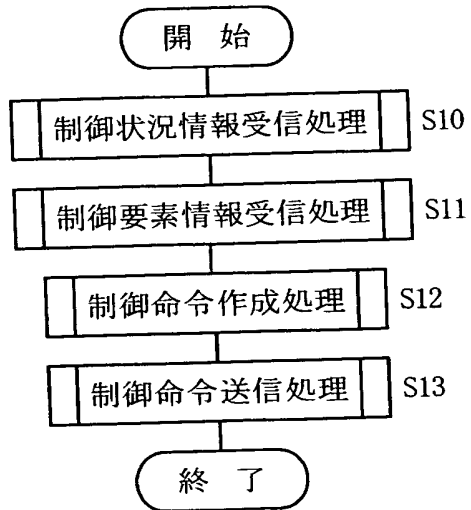 開 始
制御状況情報受信処理 S10
制御要素情報受信処理 S11
制御命令作成処理 S12
制御命令送信処理 S13
終 了